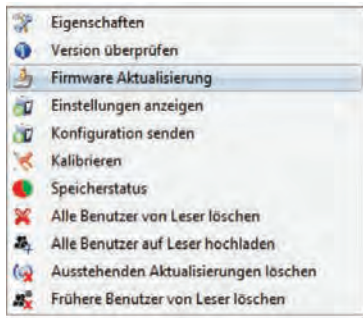 Eigenschaften
Version überprüfen
Firmware Aktualisierung
Einstellungen anzeigen
Konfiguration senden
Kalibrieren
Speicherstatus
Alle Benutzer von Leser löschen
Alle Benutzer auf Leser hochladen
Ausstehenden Aktualisierungen löschen
Frühere Benutzer von Leser löschen